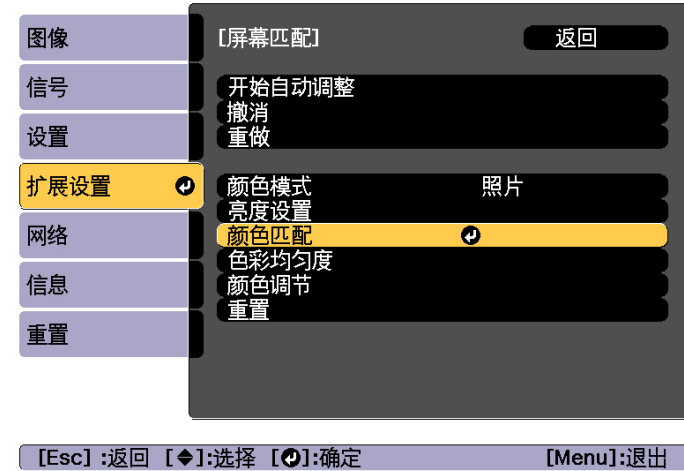 图像
信号
设置
扩展设置
网络
信息
重置
[屏幕匹配] 返回
开始自动调整
撤消
重做
颜色模式 照片
亮度设置
颜色匹配
色彩均匀度
颜色调节
重置
[Esc] :返回 [◆]:选择 [⏎]:确定 [Menu]:退出